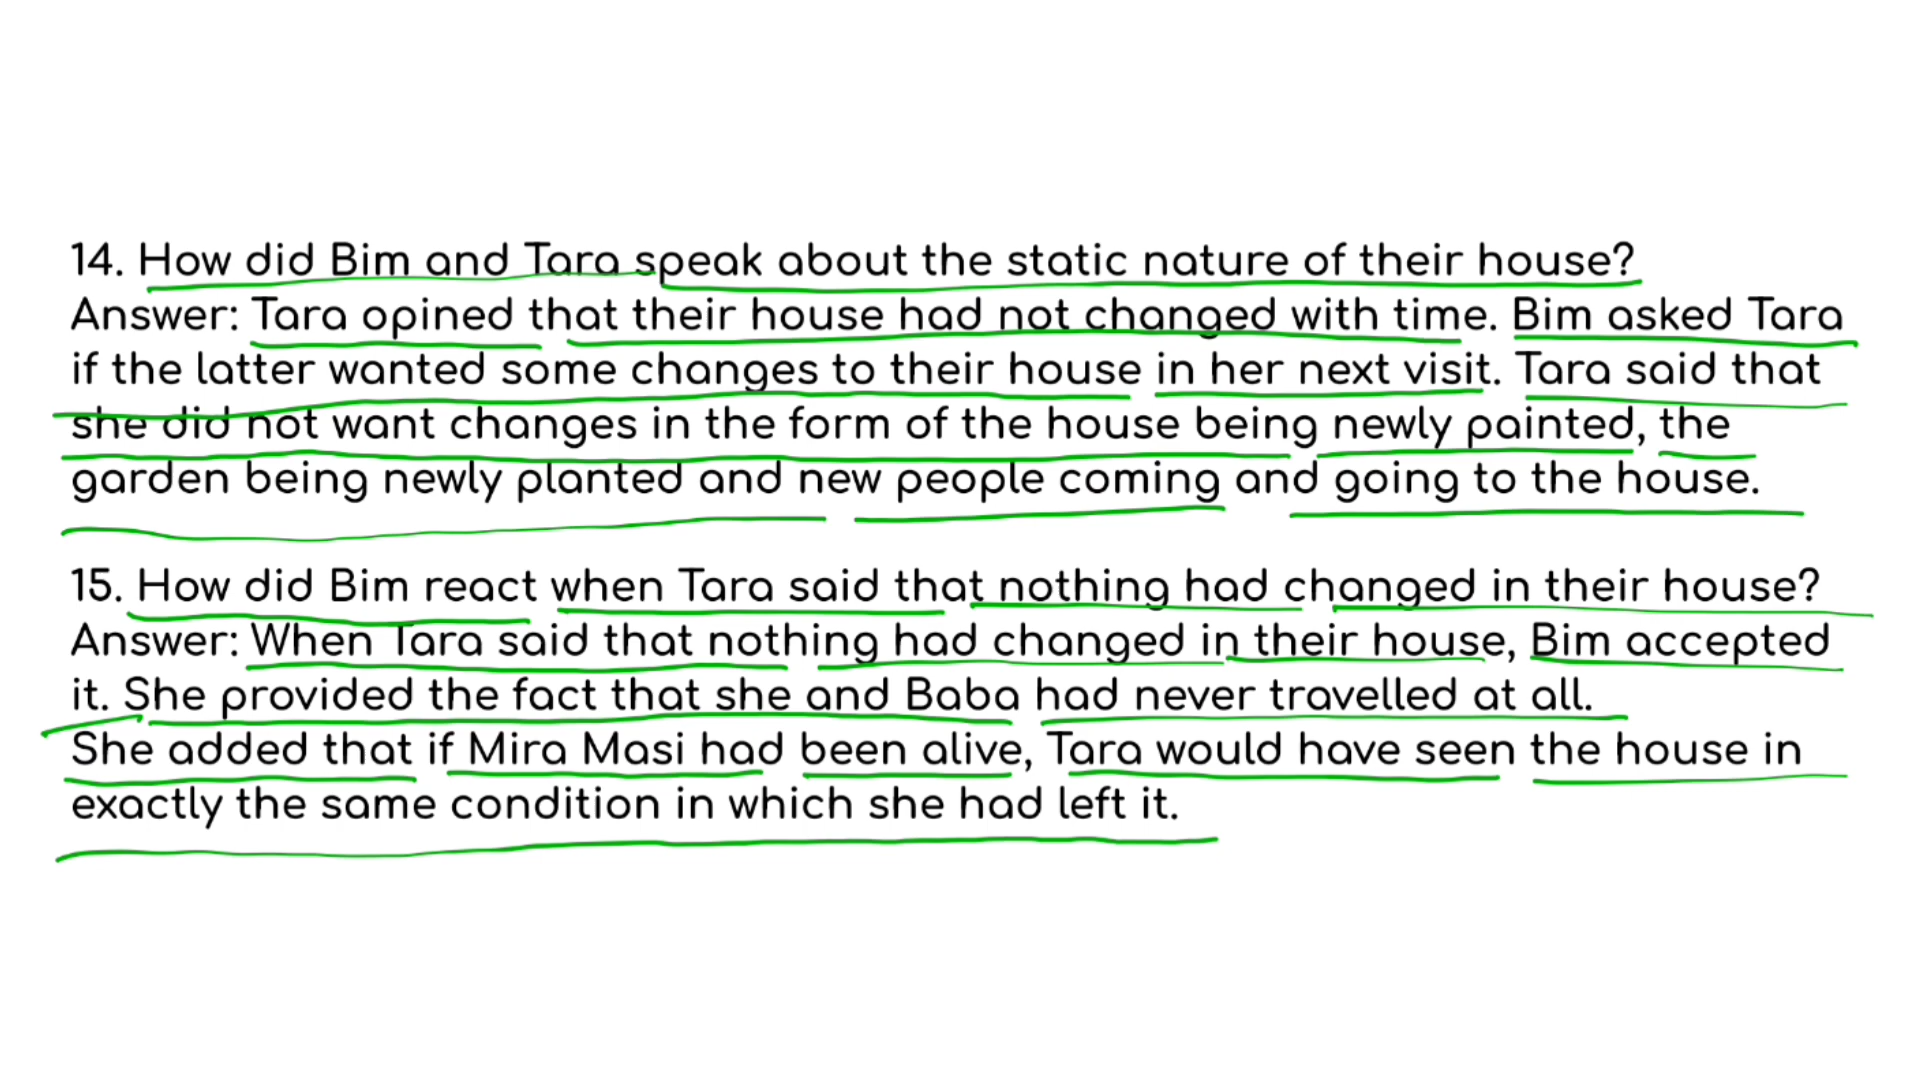 14. How did Bim and Tara speak about the static nature of their house?
Answer: Tara opined that their house had not changed with time. Bim asked Tara
if the latter wanted some changes to their house in her next visit. Tara said that
she did not want changes in the form of the house being newly painted, the
garden being newly planted and new people coming and going to the house.
15. How did Bim react when Tara said that nothing had changed in their house?
Answer: When Tara said that nothing had changed in their house, Bim accepted
it. She provided the fact that she and Baba had never travelled at all.
She added that if Mira Masi had been alive, Tara would have seen the house in
exactly the same condition in which she had left it.